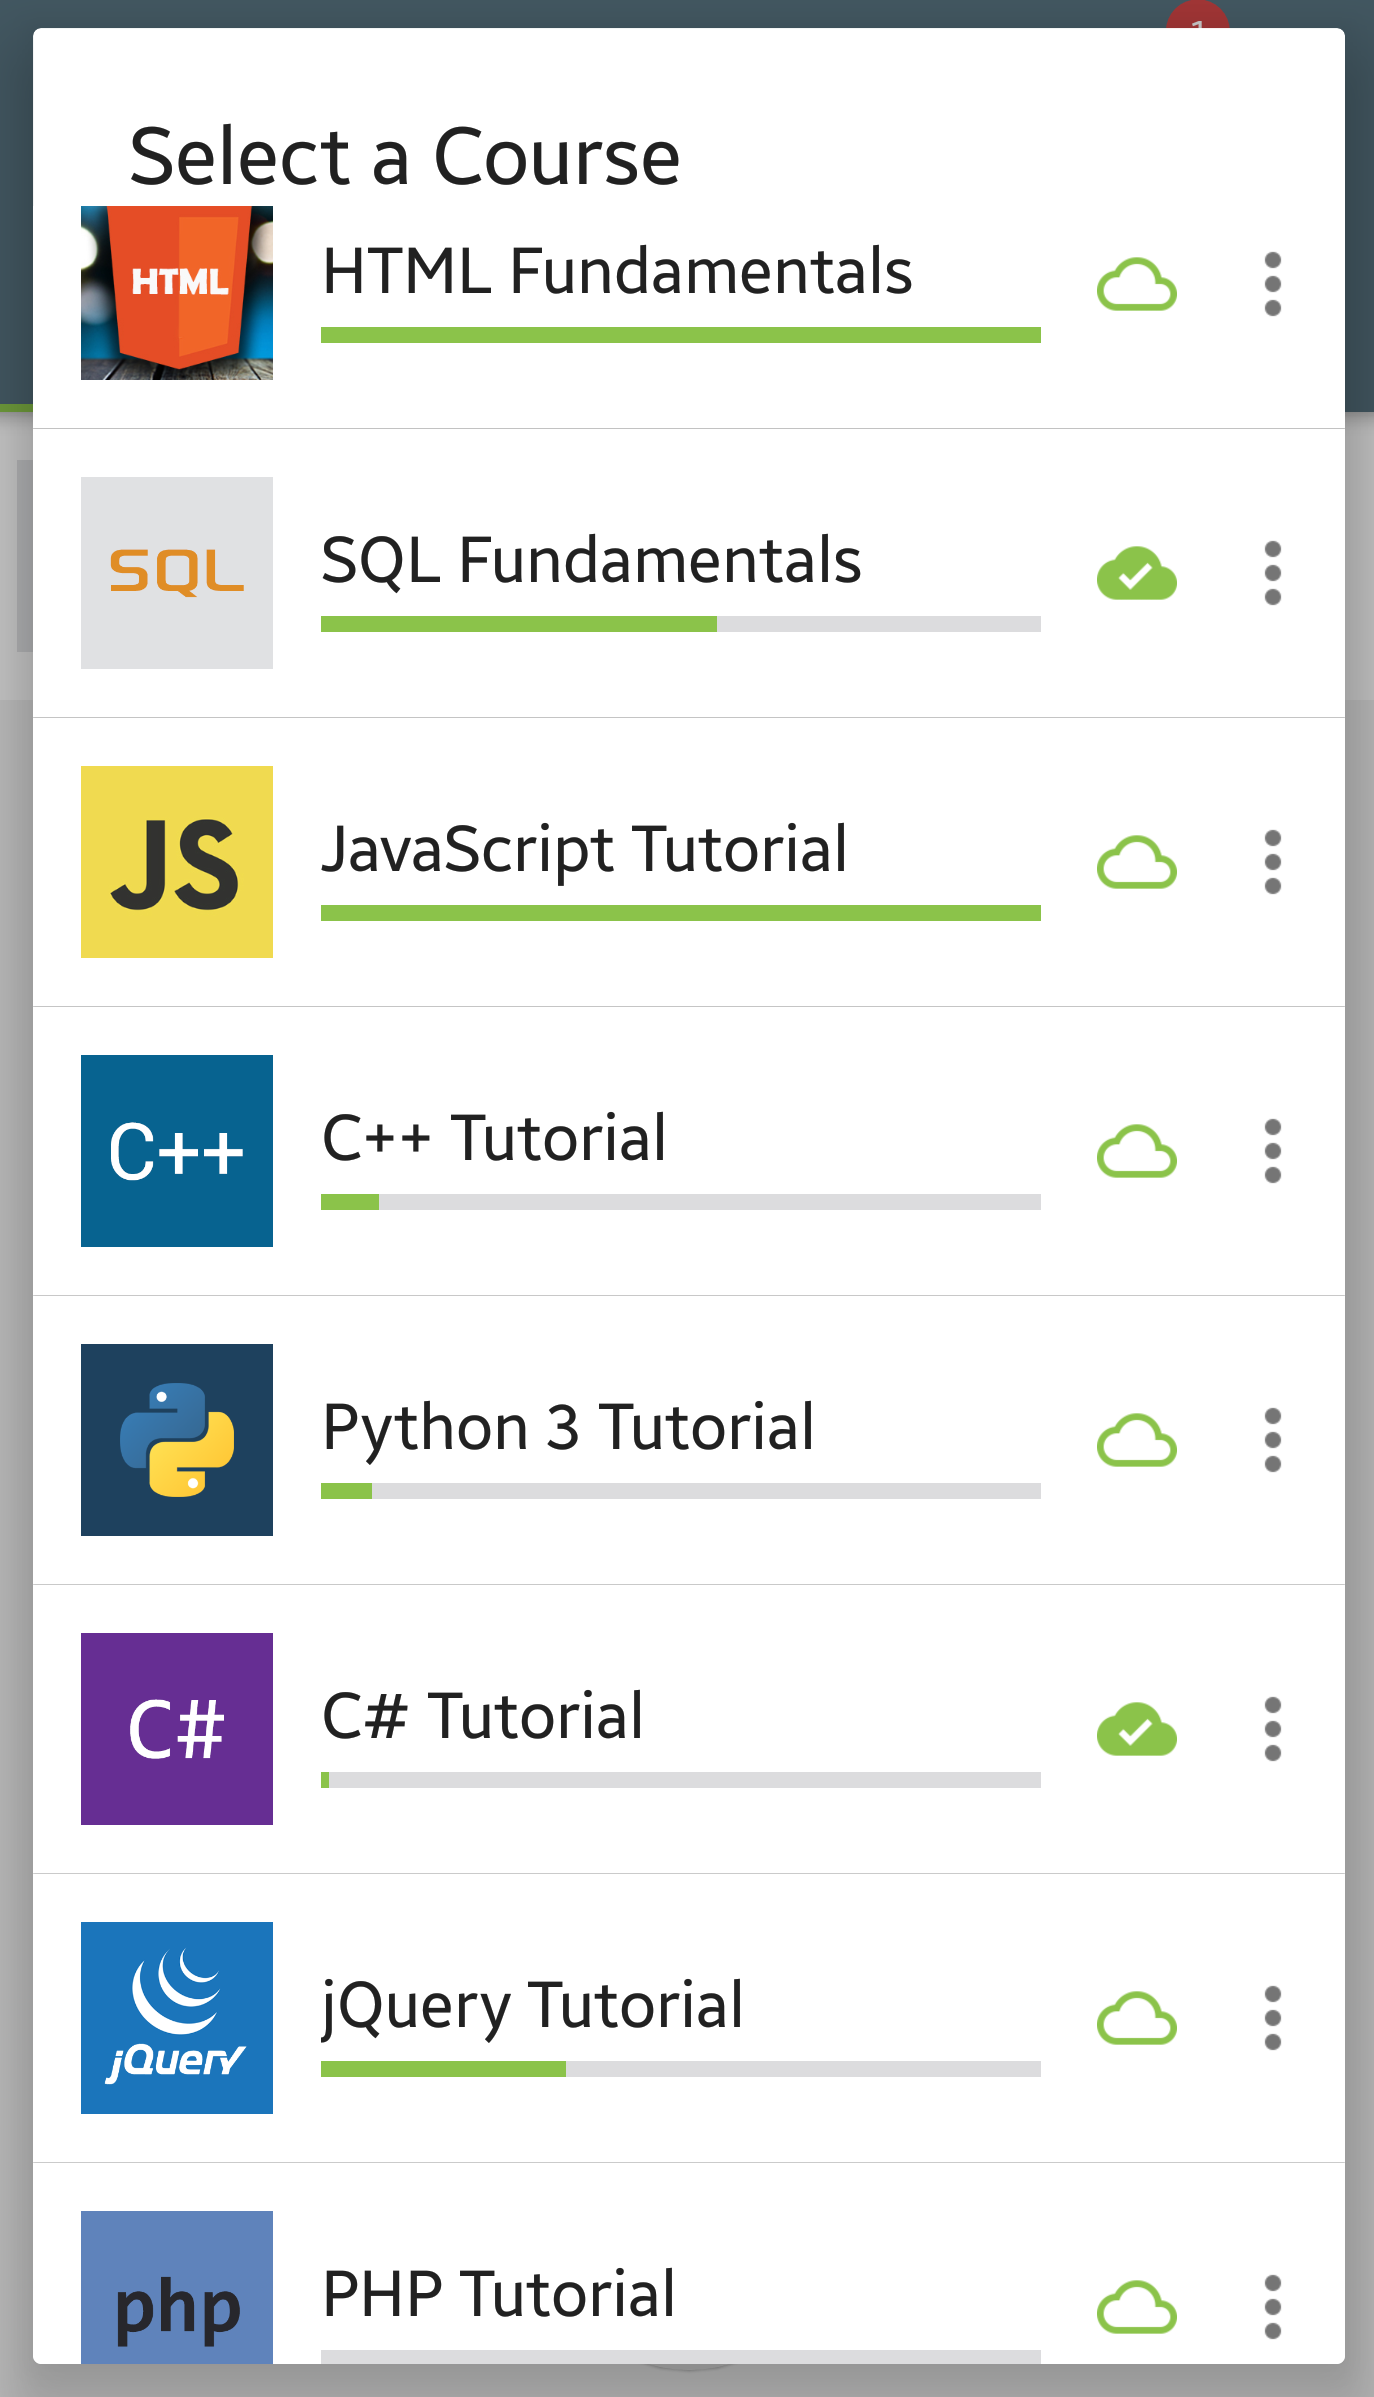 Select a Course
HTML
HTML Fundamentals
SQL
SQL Fundamentals
JS
JavaScript Tutorial
C++
C++ Tutorial
Python 3 Tutorial
C#
C# Tutorial
jQuery
jQuery Tutorial
php
PHP Tutorial